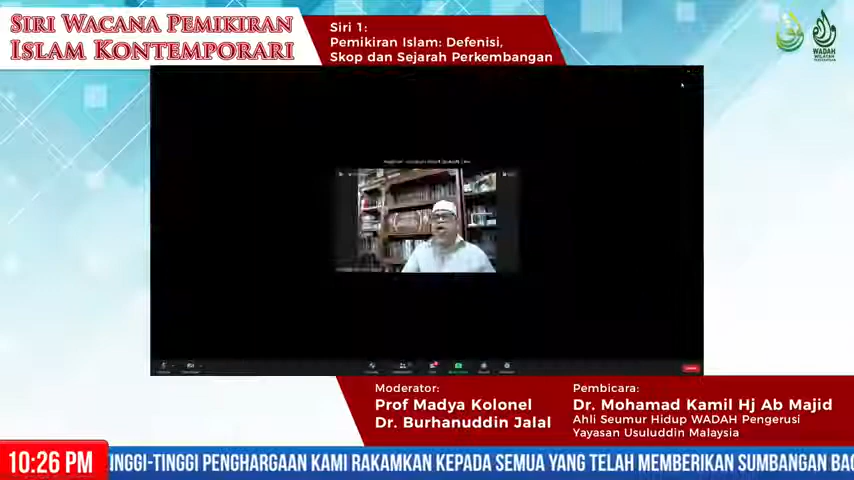 SIRI WACANA PEMIKIRAN
ISLAM KONTEMPORARI
Siri 1:
Pemikiran Islam: Defenisi,
Skop dan Sejarah Perkembangan
WADAH
Moderator:
Prof Madya Kolonel
Dr. Burhanuddin Jalal
Pembicara:
Dr. Mohamad Kamil Hj Ab Majid
Ahli Seumur Hidup WADAH Pengerusi
Yayasan Usuluddin Malaysia
10:26 PM
INGGI-TINGGI PENGHARGAAN KAMI RAKAMKAN KEPADA SEMUA YANG TELAH MEMBERIKAN SUMBANGAN BAG